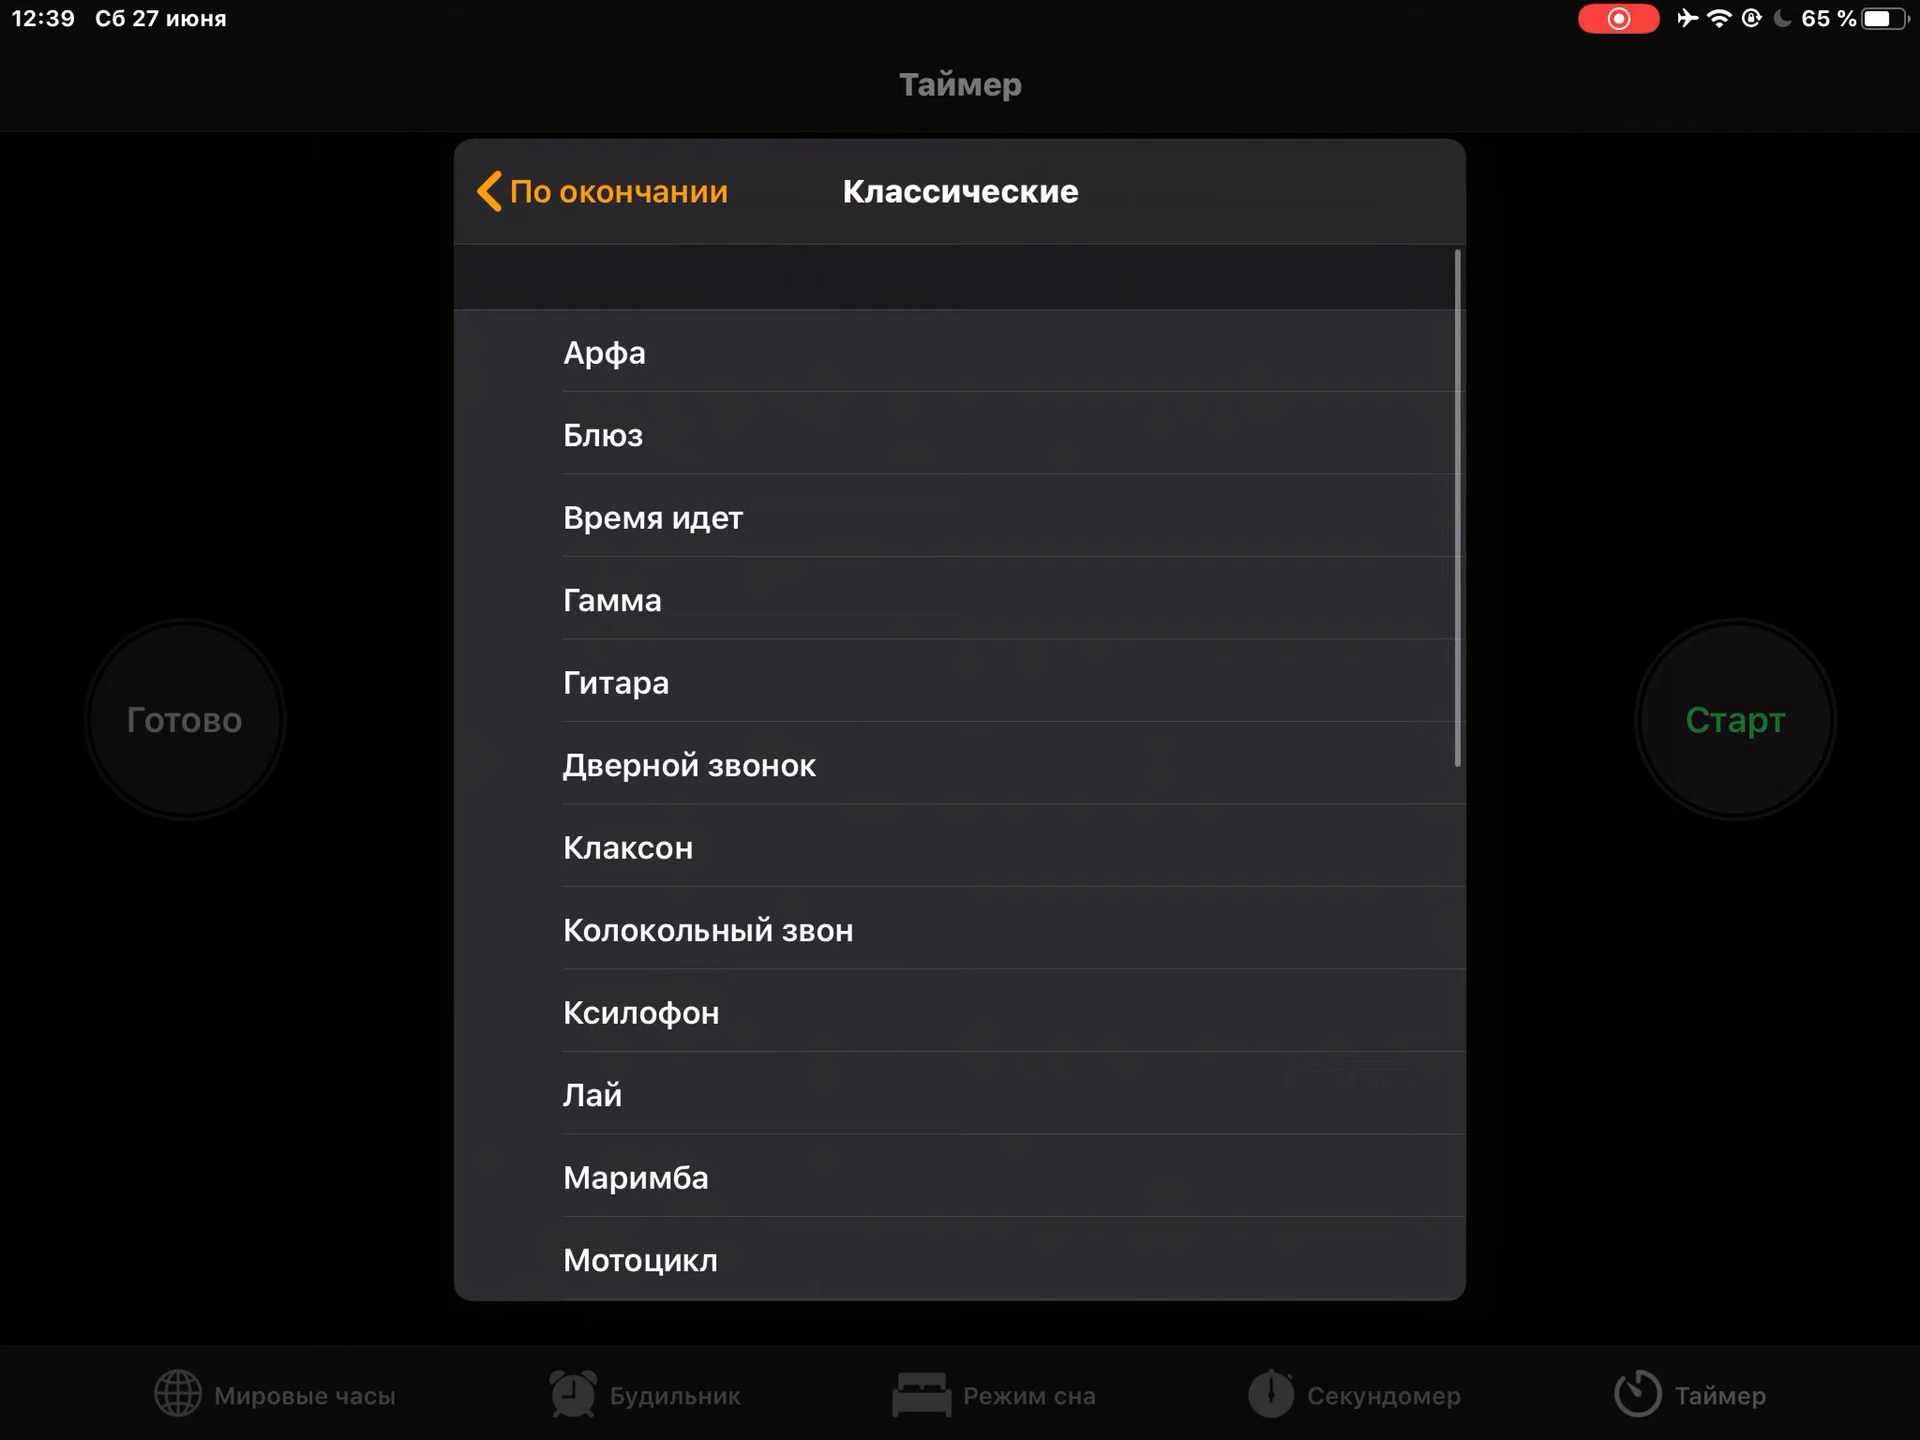 12:39 Сб 27 июня 65 %
Таймер
По окончании Классические
Арфа
Блюз
Время идет
Гамма
Гитара
Дверной звонок
Клаксон
Колокольный звон
Ксилофон
Лай
Маримба
Мотоцикл
Готово
Старт
Мировые часы Будильник Режим сна Секундомер Таймер